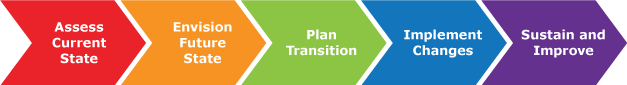 Assess
Current
State
Envision
Future
State
Plan
Transition
Implement
Changes
Sustain and
Improve